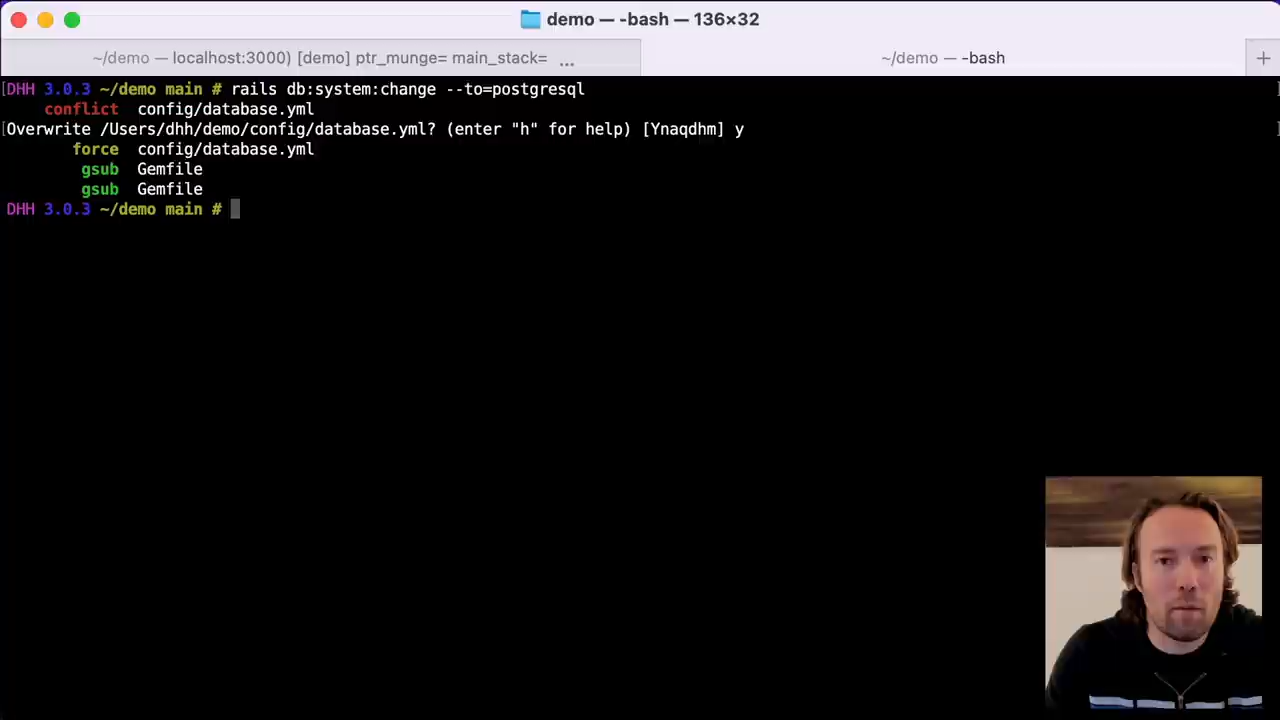 demo — -bash — 136×32
~/demo — localhost:3000) [demo] ptr_munge= main_stack= ...
~/demo — -bash
+
[DHH 3.0.3 ~/demo main # rails db:system:change --to=postgresql
conflict config/database.yml
[Overwrite /Users/dhh/demo/config/database.yml? (enter "h" for help) [Ynaqdhm] y
force config/database.yml
gsub Gemfile
gsub Gemfile
DHH 3.0.3 ~/demo main #